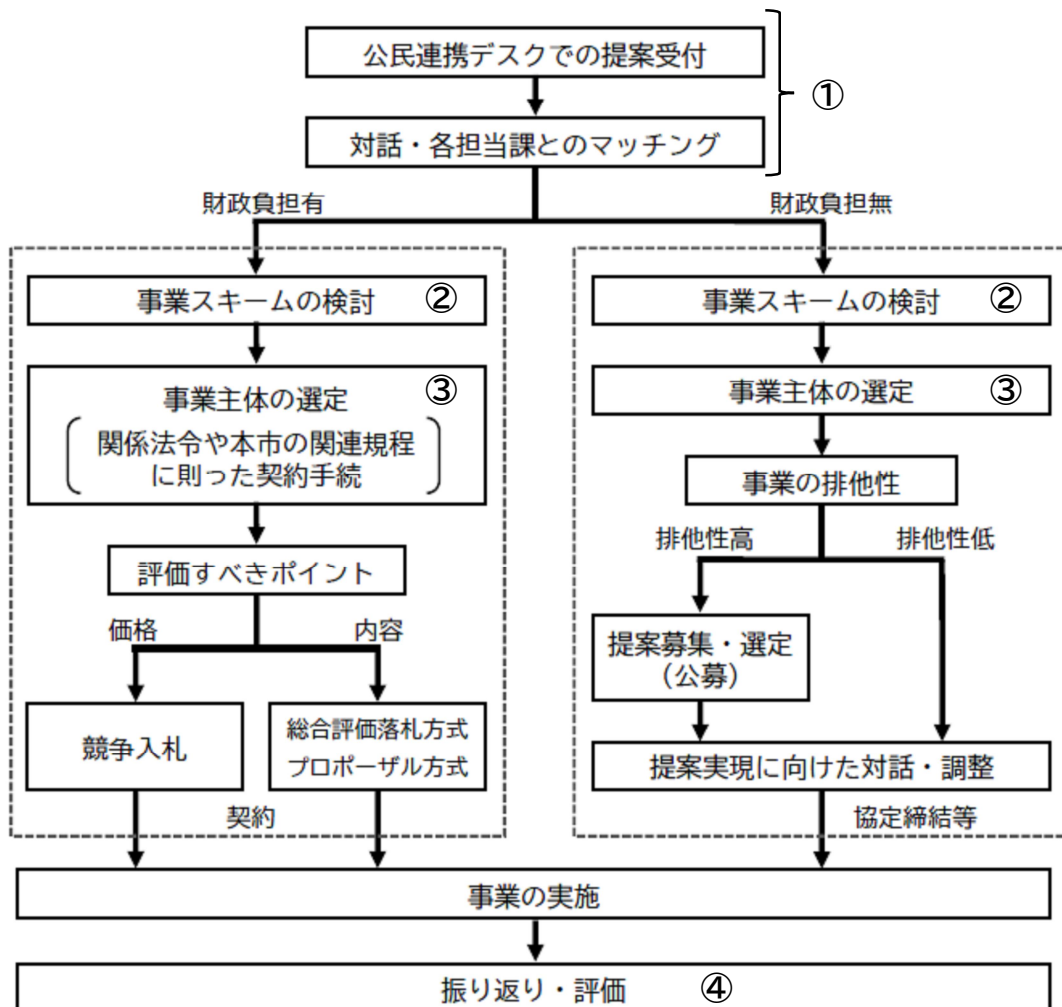 公民連携デスクでの提案受付
①
対話・各担当課とのマッチング
財政負担有
財政負担無
事業スキームの検討 ②
事業スキームの検討 ②
事業主体の選定 ③
関係法令や本市の関連規程
に則った契約手続
事業主体の選定 ③
事業の排他性
評価すべきポイント
排他性高
排他性低
価格
内容
提案募集・選定
（公募）
競争入札
総合評価落札方式
プロポーザル方式
提案実現に向けた対話・調整
契約
協定締結等
事業の実施
振り返り・評価 ④